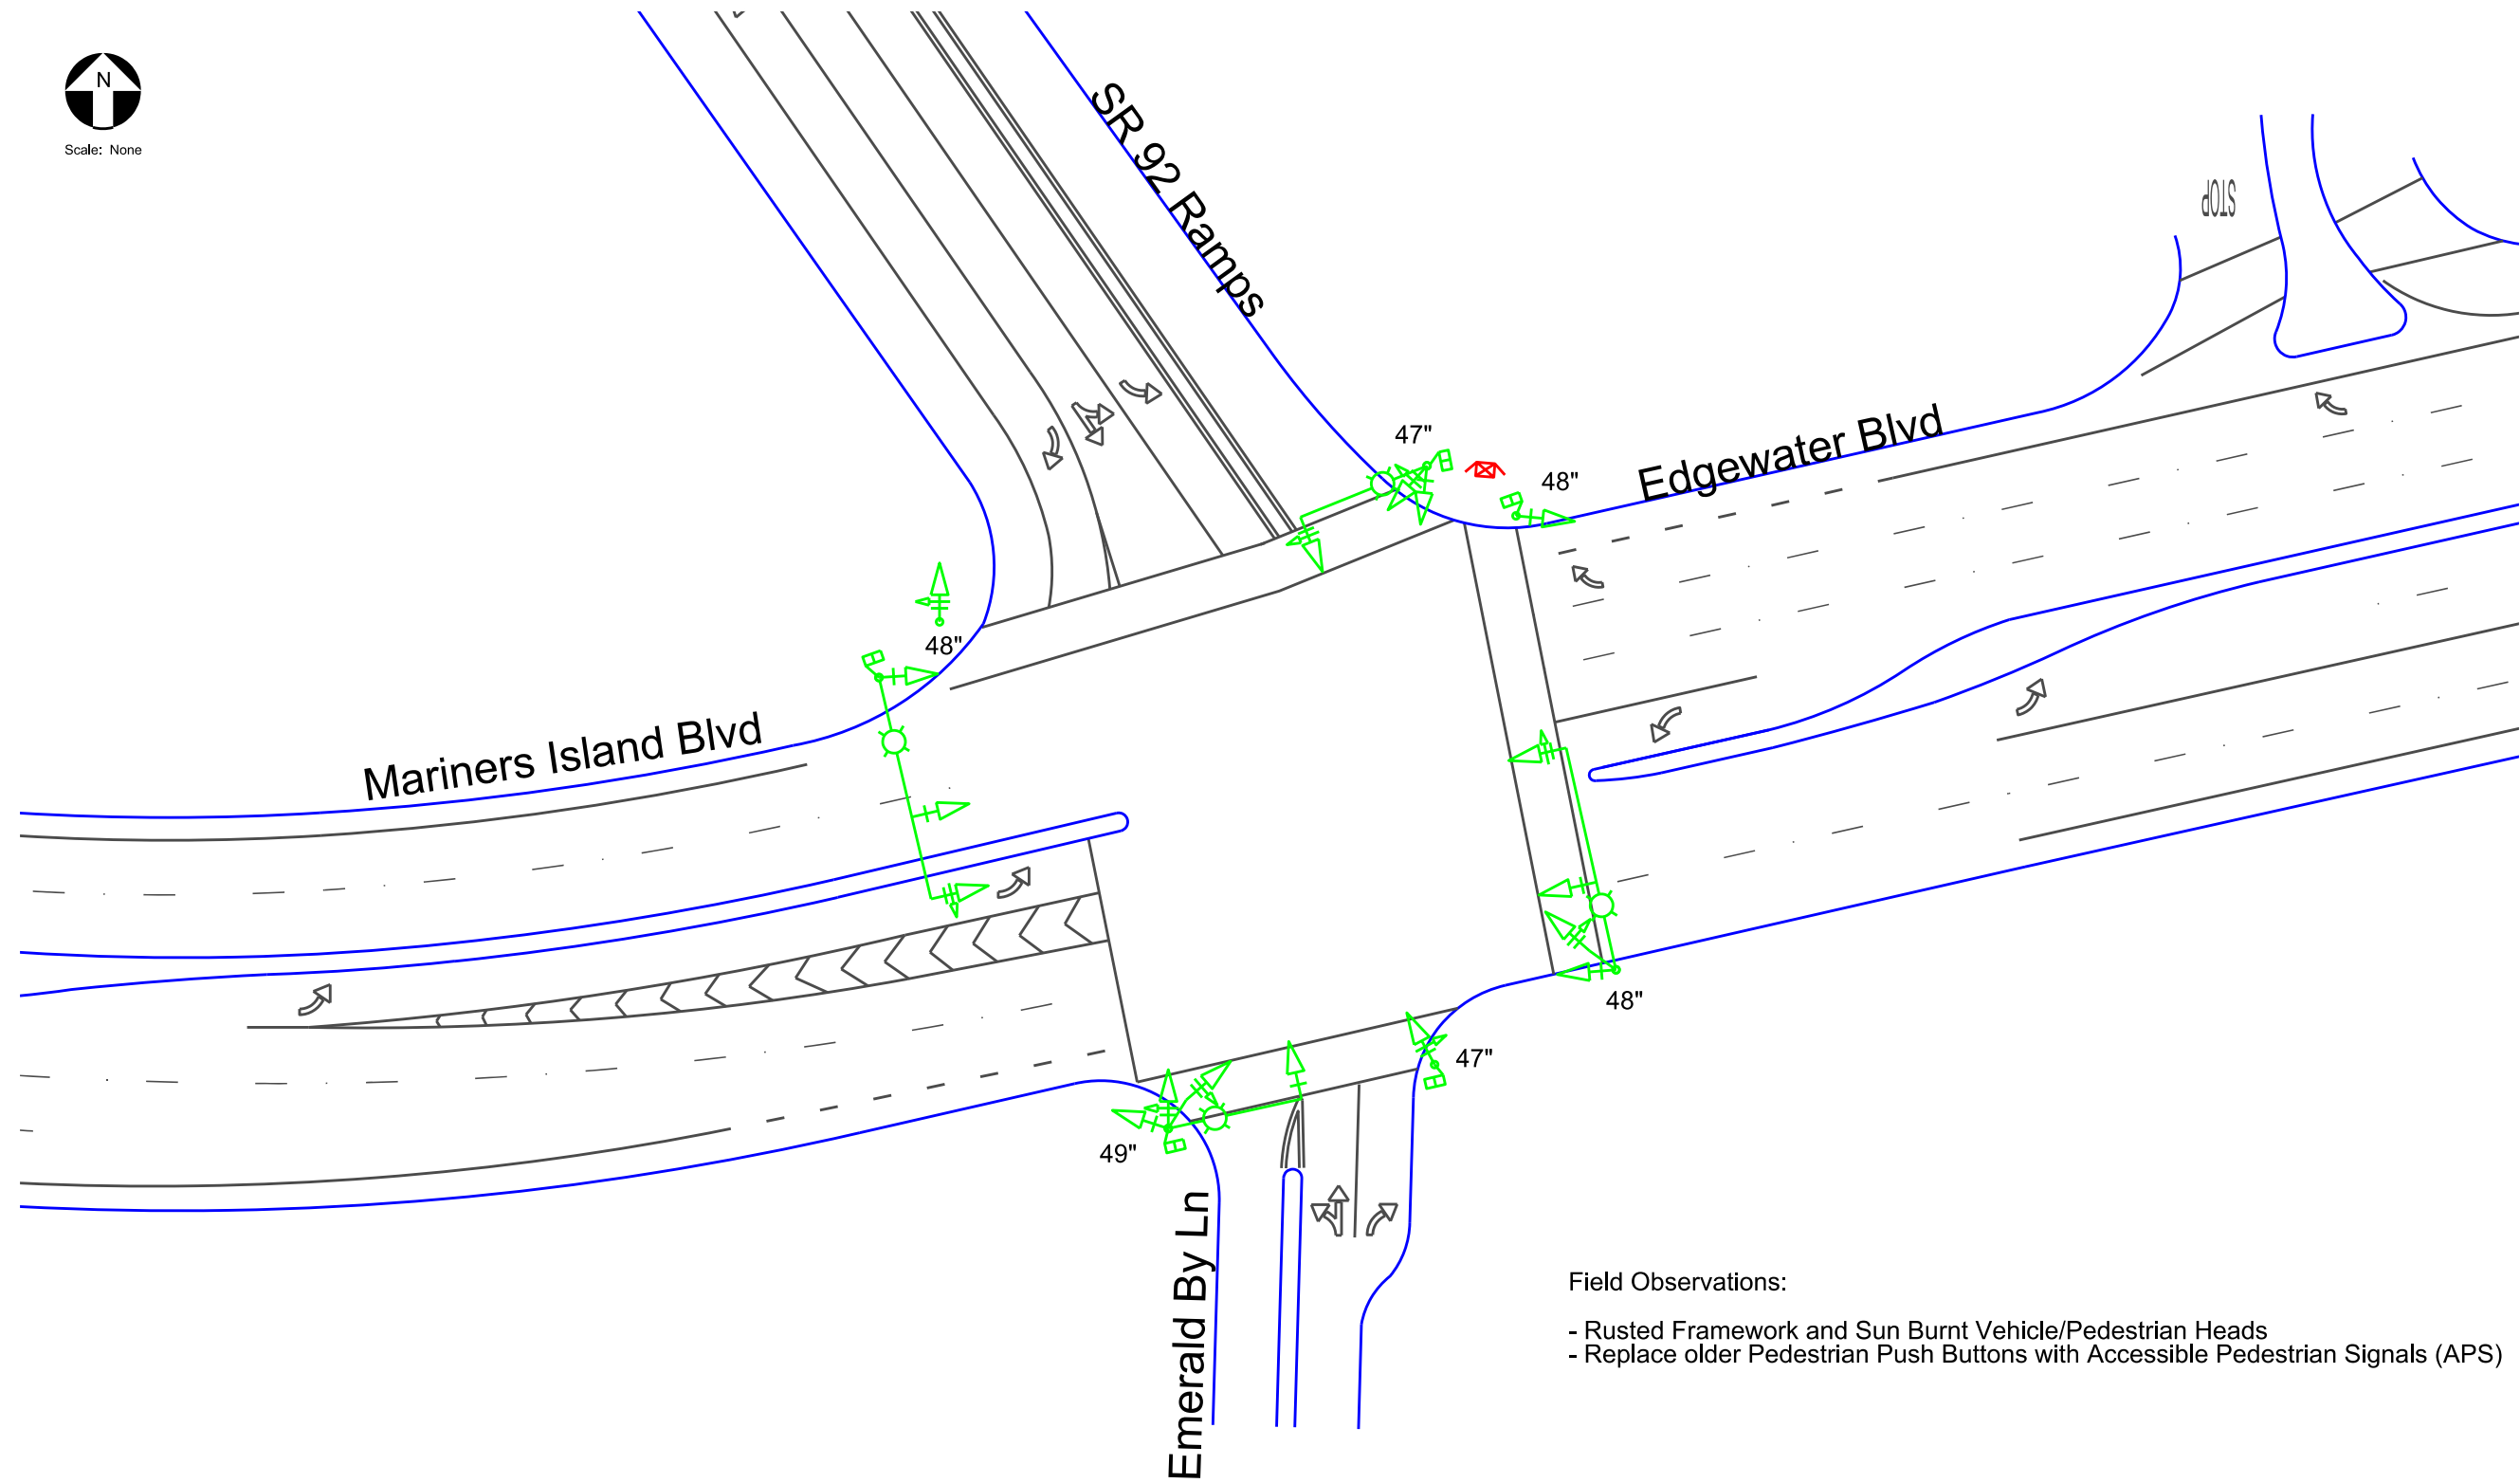 N
Scale: None
SR 92 Ramps
STOP
47"
48"
Edgewater Blvd
48"
Mariners Island Blvd
48"
47"
49"
Emerald By Ln
Field Observations:
- Rusted Framework and Sun Burnt Vehicle/Pedestrian Heads
- Replace older Pedestrian Push Buttons with Accessible Pedestrian Signals (APS)